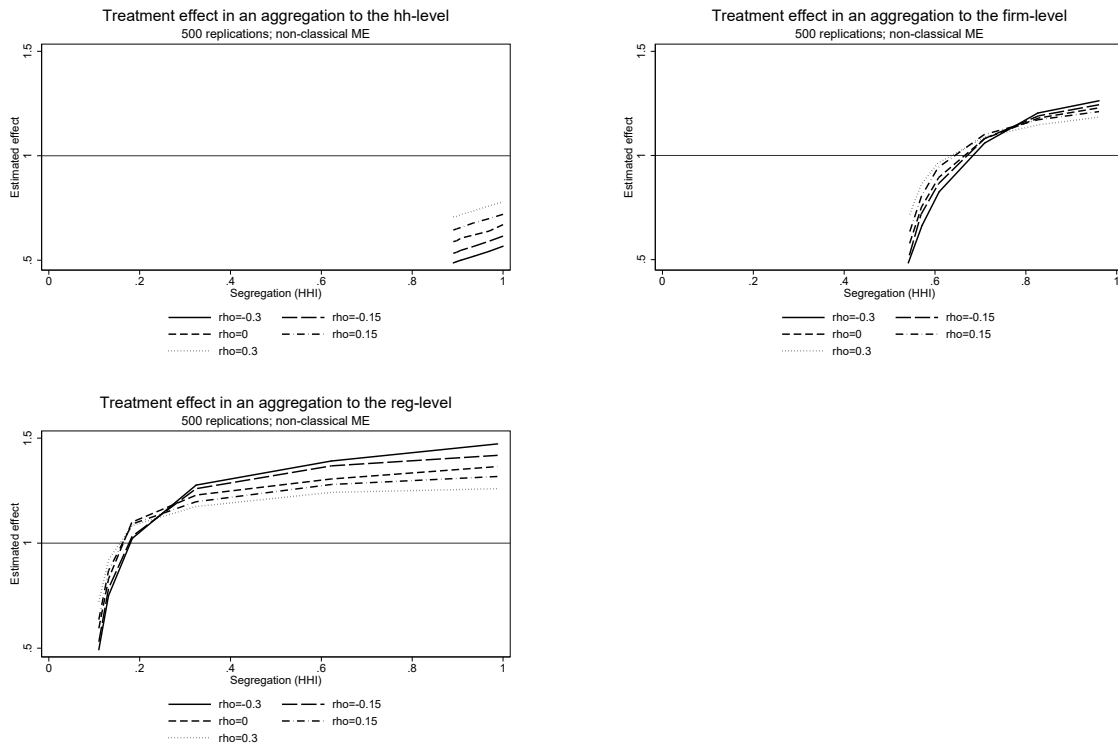 Treatment effect in an aggregation to the hh-level
500 replications; non-classical ME
1.5
1
.5
Estimated effect
0 .2 .4 .6 .8 1
Segregation (HHI)
rho=-0.3 rho=-0.15
rho=0 rho=0.15
rho=0.3
Treatment effect in an aggregation to the firm-level
500 replications; non-classical ME
1.5
1
.5
Estimated effect
0 .2 .4 .6 .8 1
Segregation (HHI)
rho=-0.3 rho=-0.15
rho=0 rho=0.15
rho=0.3
Treatment effect in an aggregation to the reg-level
500 replications; non-classical ME
1.5
1
.5
Estimated effect
0 .2 .4 .6 .8 1
Segregation (HHI)
rho=-0.3 rho=-0.15
rho=0 rho=0.15
rho=0.3